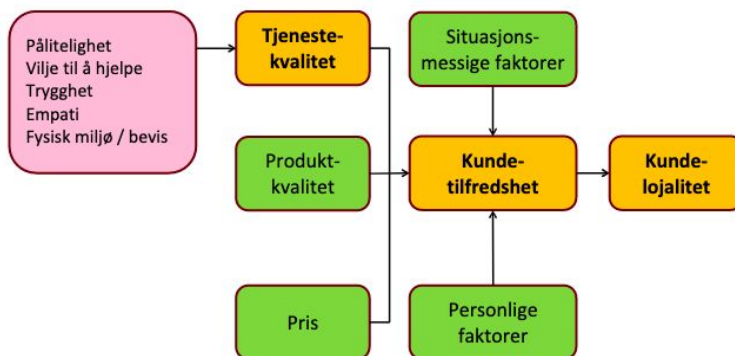 Pålitelighet
Vilje til å hjelpe
Trygghet
Empati
Fysisk miljø / bevis
Tjeneste-
kvalitet
Situasjons-
messige faktorer
Produkt-
kvalitet
Kunde-
tilfredshet
Kunde-
lojalitet
Pris
Personlige
faktorer